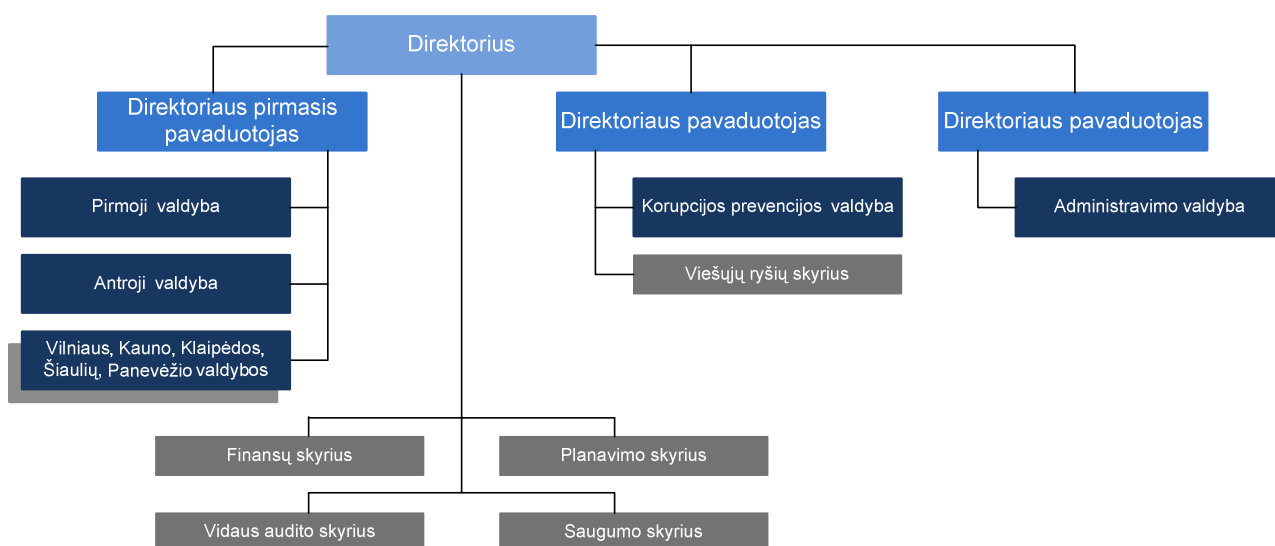 Direktorius
Direktoriaus pirmasis
pavaduotojas
Direktoriaus pavaduotojas
Direktoriaus pavaduotojas
Pirmoji valdyba
Korupcijos prevencijos valdyba
Administravimo valdyba
Antroji valdyba
Viešųjų ryšių skyrius
Vilniaus, Kauno, Klaipėdos,
Šiaulių, Panevėžio valdybos
Finansų skyrius
Planavimo skyrius
Vidaus audito skyrius
Saugumo skyrius